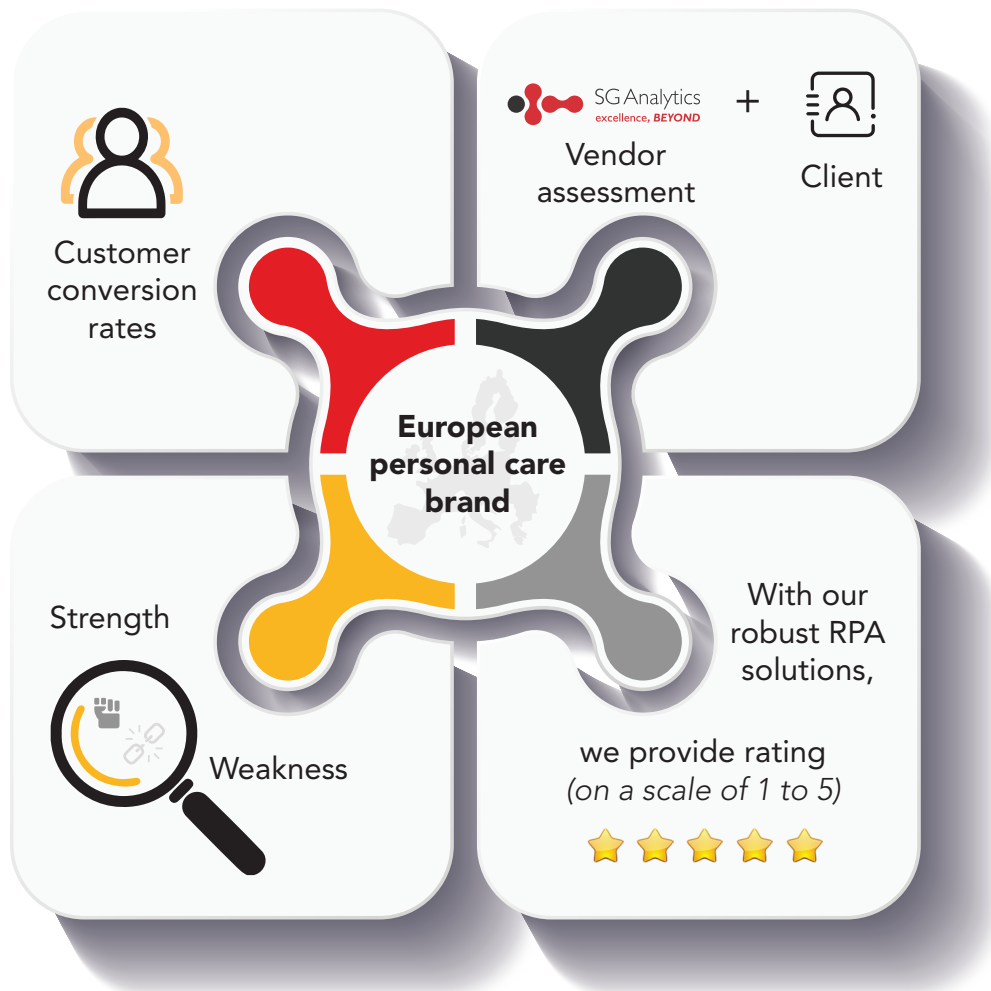 Customer
conversion
rates
SG Analytics
excellence, BEYOND
+
Vendor
assessment
Client
European
personal care
brand
Strength
Weakness
With our
robust RPA
solutions,
we provide rating
(on a scale of 1 to 5)